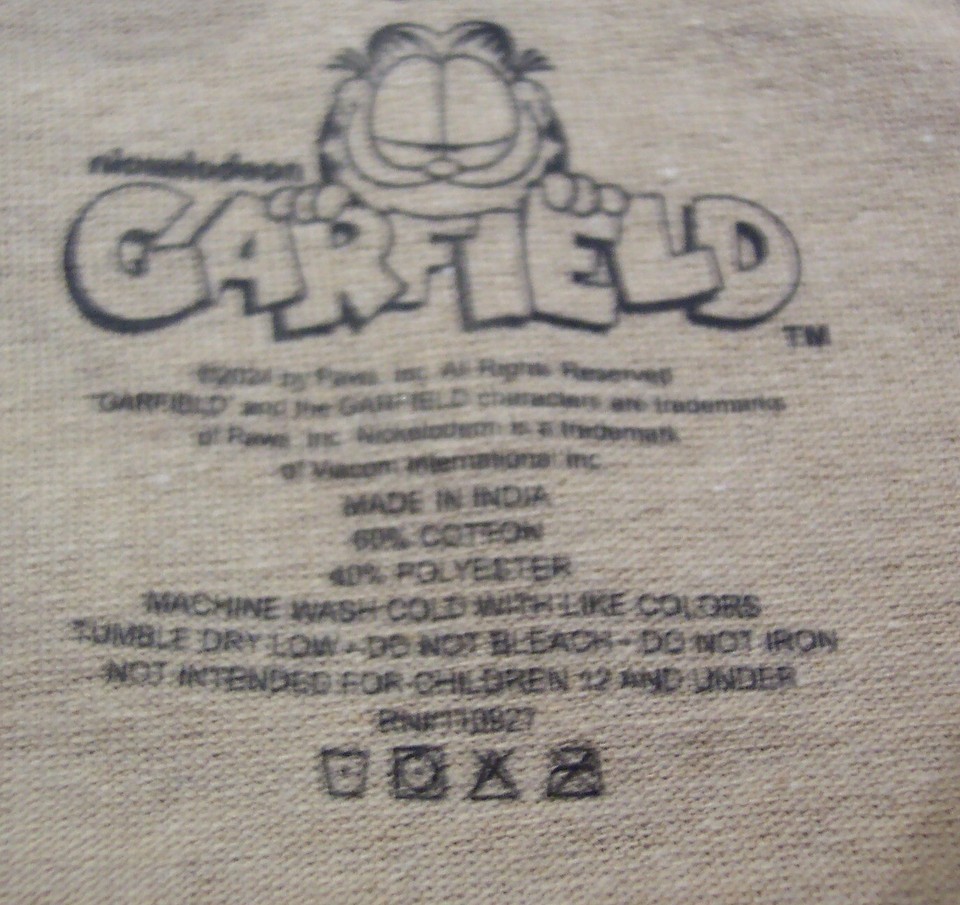 nickelodeon
GARFIELD
TM
©2024 by Paws, Inc. All Rights Reserved
"GARFIELD" and the GARFIELD characters are trademarks
of Paws, Inc. Nickelodeon is a trademark
of Viacom International Inc.
MADE IN INDIA
60% COTTON
40% POLYESTER
MACHINE WASH COLD WITH LIKE COLORS
TUMBLE DRY LOW - DO NOT BLEACH - DO NOT IRON
NOT INTENDED FOR CHILDREN 12 AND UNDER